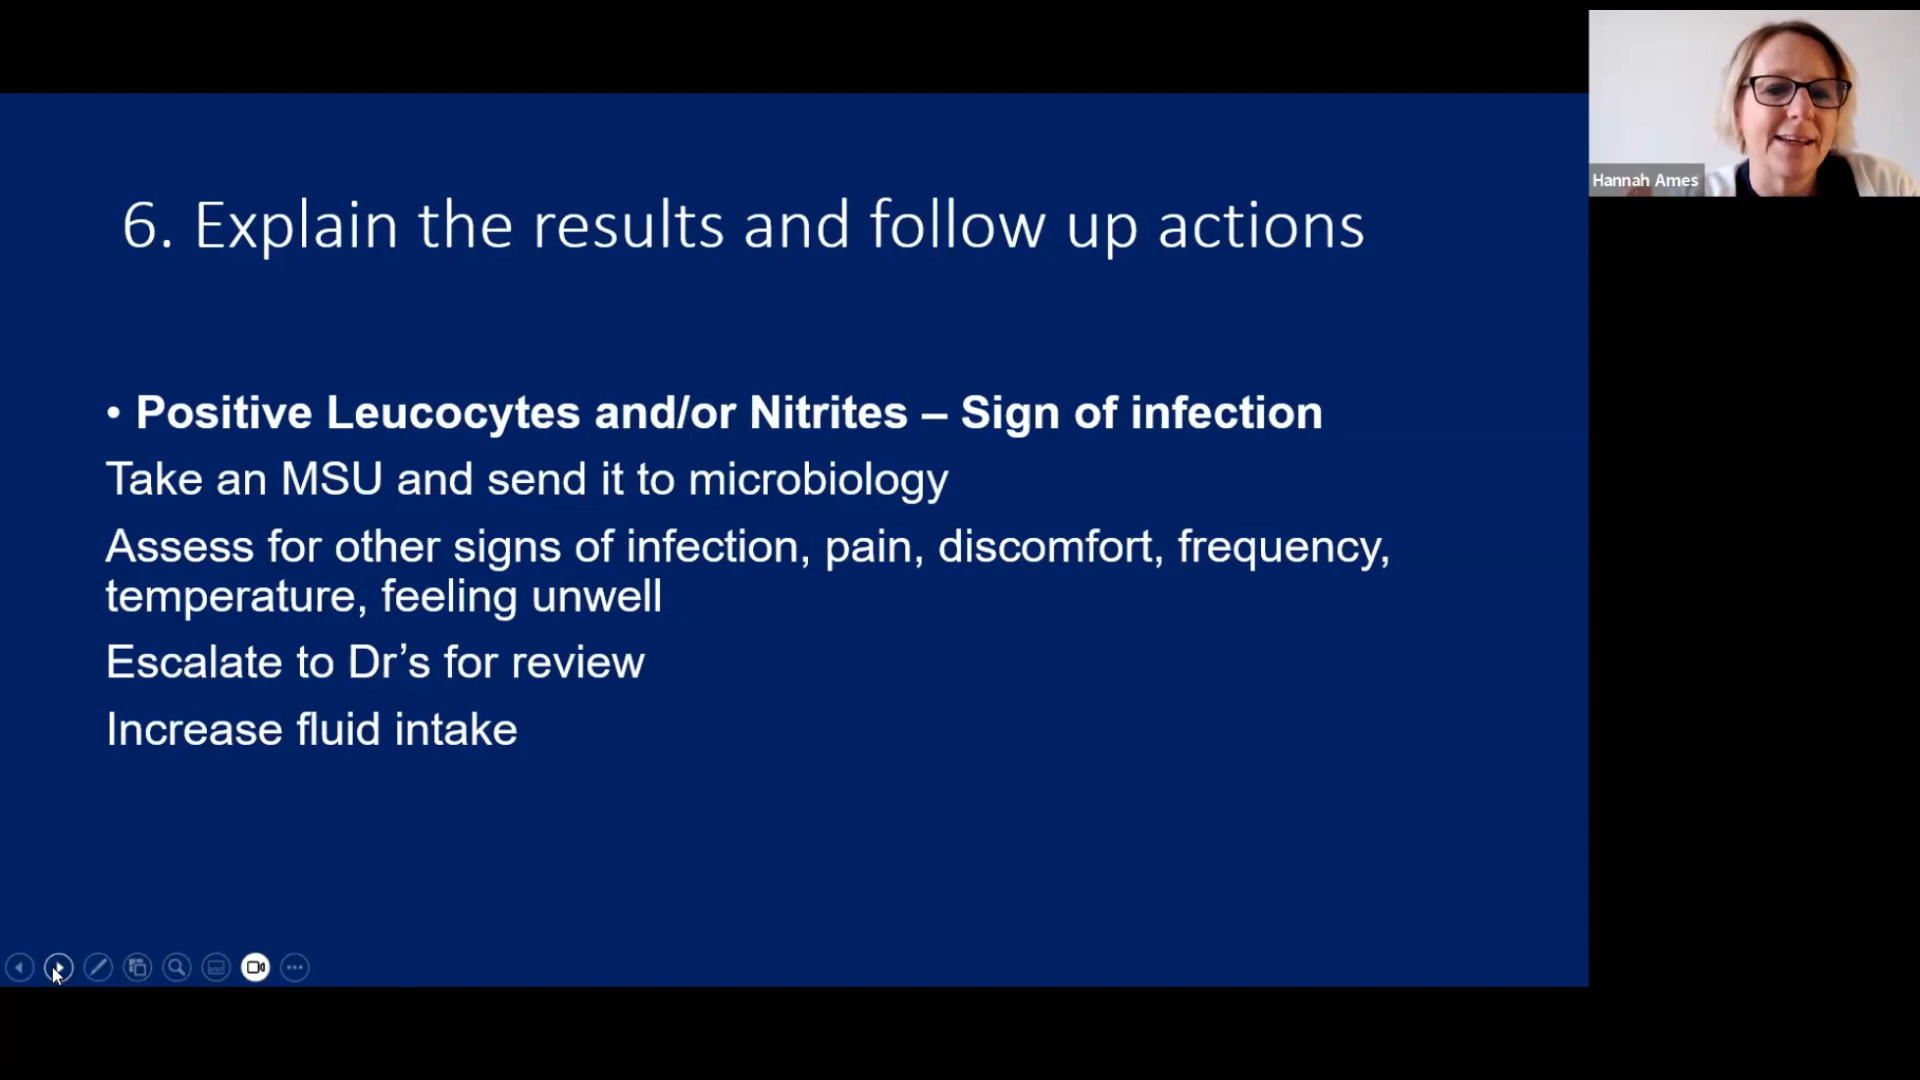 6. Explain the results and follow up actions
• Positive Leucocytes and/or Nitrites – Sign of infection
Take an MSU and send it to microbiology
Assess for other signs of infection, pain, discomfort, frequency,
temperature, feeling unwell
Escalate to Dr’s for review
Increase fluid intake
Hannah Ames